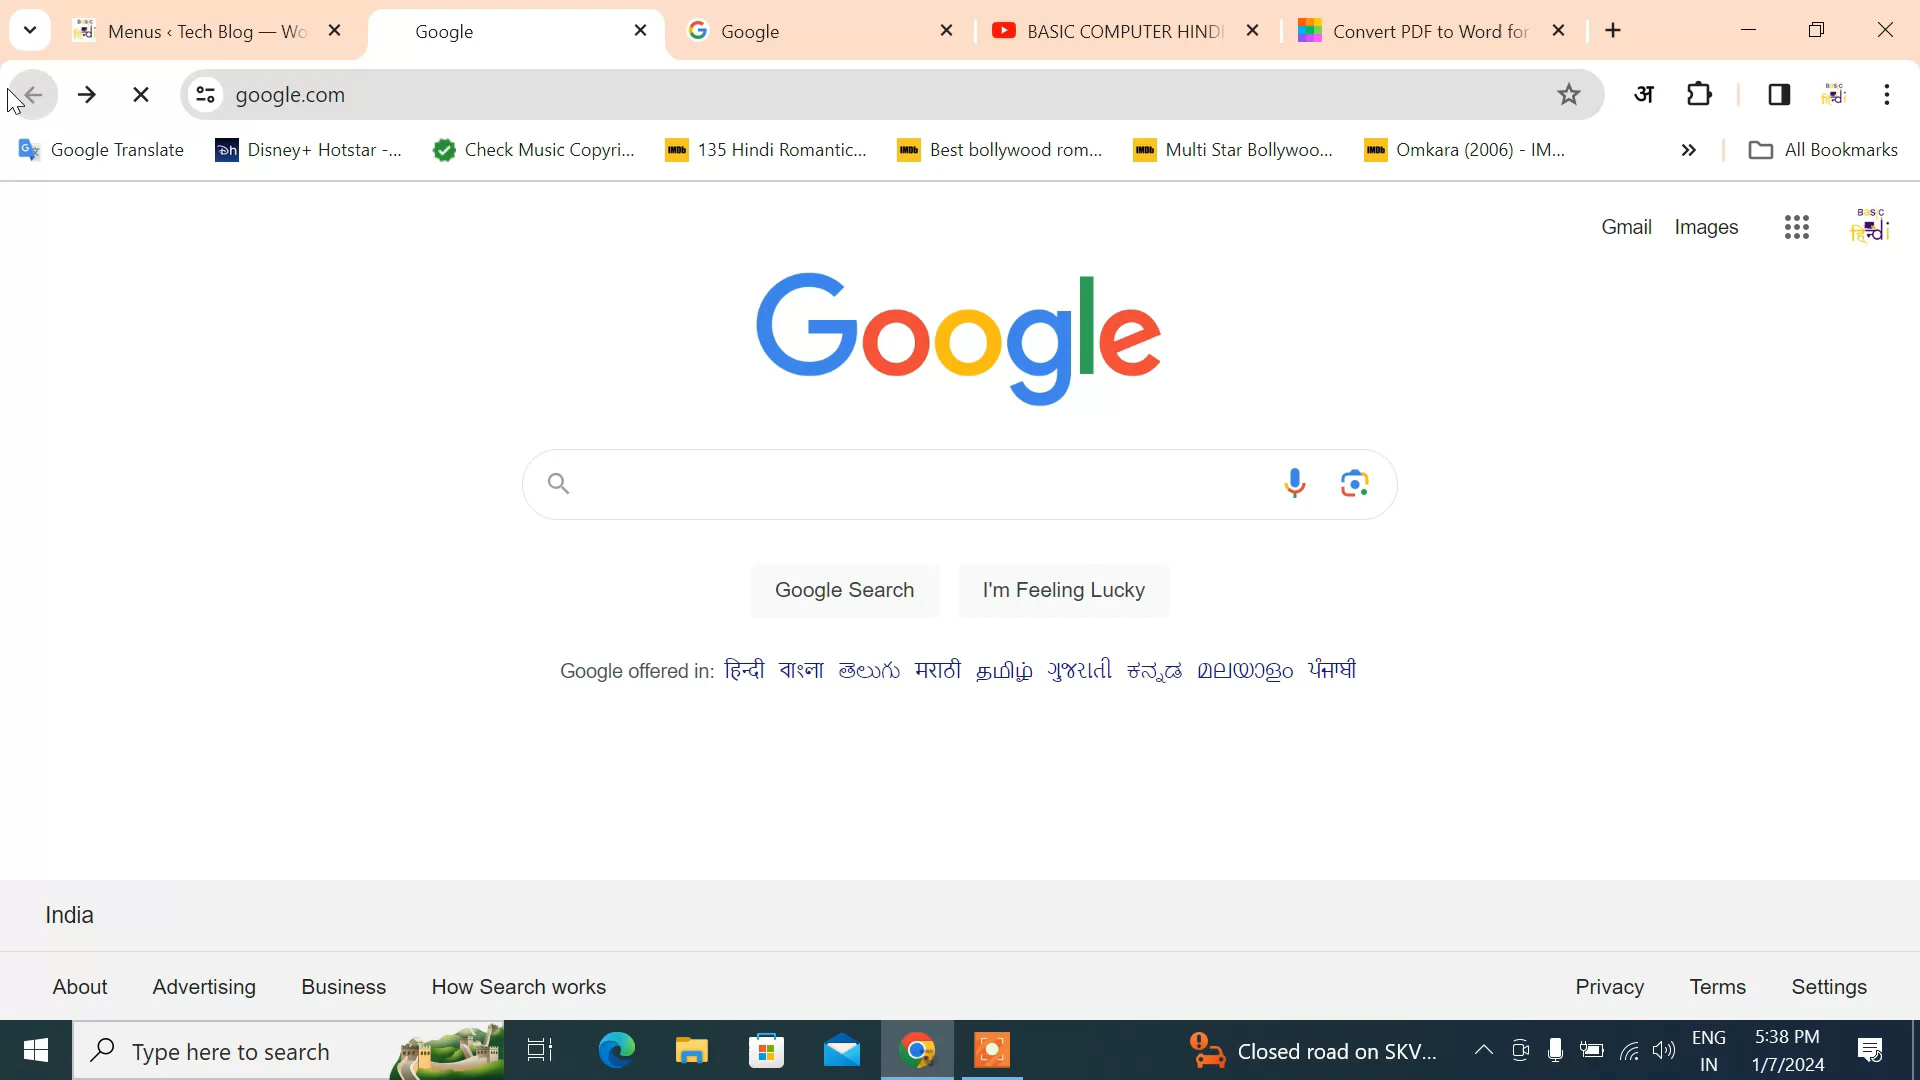 Menus ‹ Tech Blog — Wo
Google
Google
BASIC COMPUTER HINDI
Convert PDF to Word for
google.com
अ
Google Translate
Disney+ Hotstar -...
Check Music Copyri...
IMDb 135 Hindi Romantic...
IMDb Best bollywood rom...
IMDb Multi Star Bollywoo...
IMDb Omkara (2006) - IM...
»
All Bookmarks
Gmail
Images
Google
Google Search
I'm Feeling Lucky
Google offered in: हिन्दी বাংলা తెలుగు मराठी தமிழ் ગુજરાતી ಕನ್ನಡ മലയാളം ਪੰਜਾਬੀ
India
About
Advertising
Business
How Search works
Privacy
Terms
Settings
Type here to search
Closed road on SKV...
ENG
IN
5:38 PM
1/7/2024